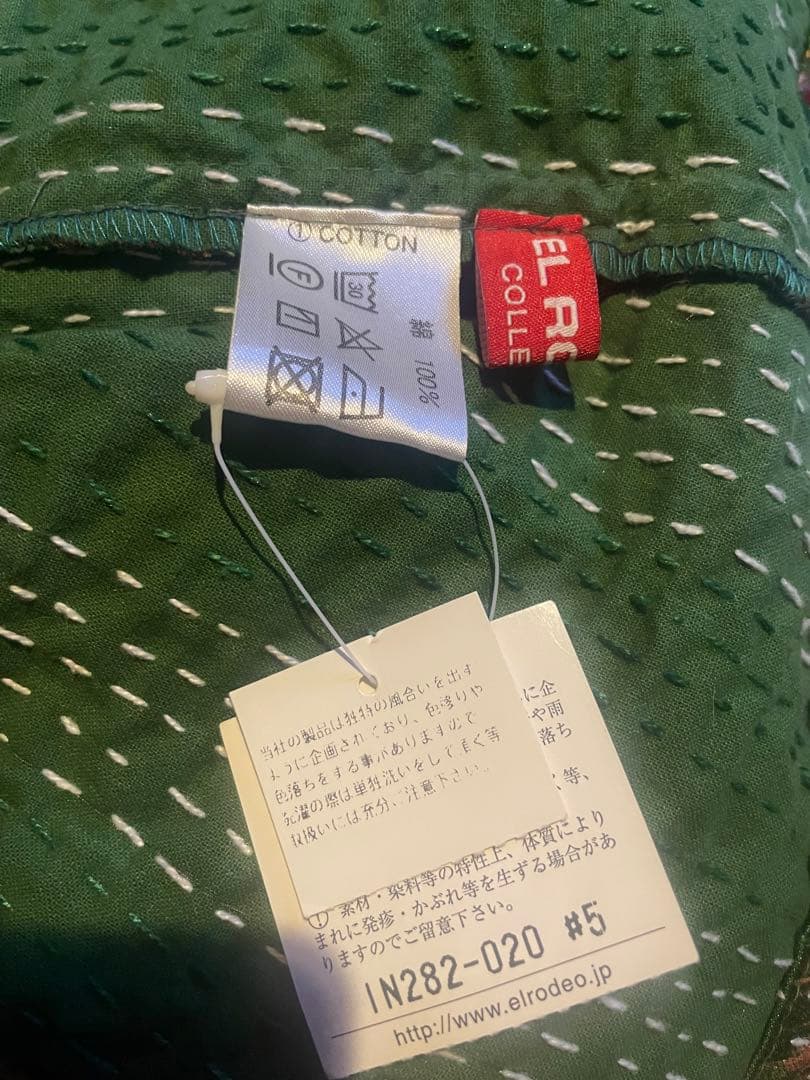 ① COTTON
綿 100%
30
F
EL RO
COLLE
当社の製品は独特の風合いを出す
ように企画されており、色移りや
色落ちをする事がありますので
洗濯の際は単独洗いをして頂く等
取扱いには充分ご注意下さい。
に企
や雨
落ち
等、
① 素材・染料等の特性上、体質により
まれに発疹・かぶれ等を生ずる場合があ
りますのでご留意下さい。
IN282-020 #5
http://www.elrodeo.jp